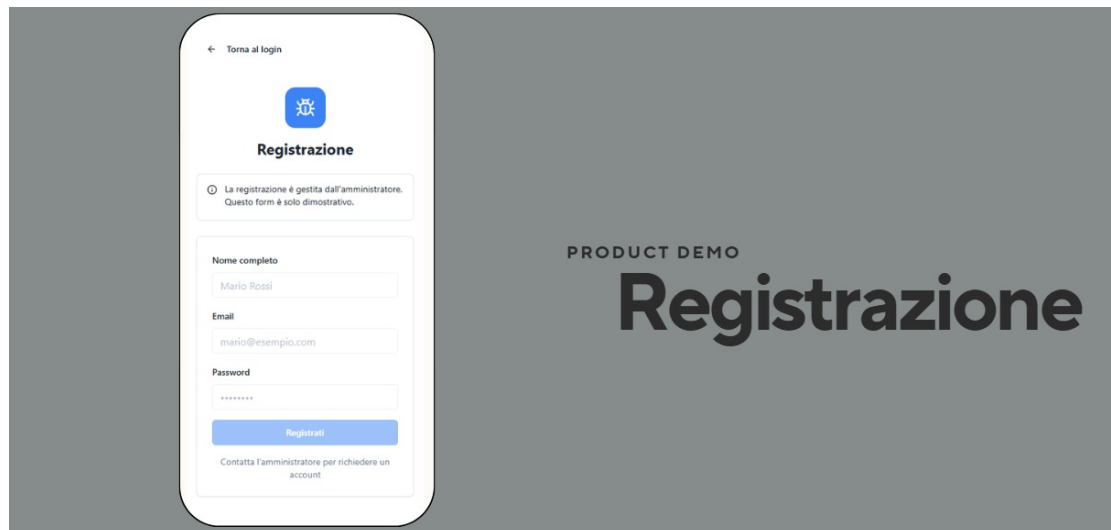 Torna al login
Registrazione
La registrazione è gestita dall'amministratore.
Questo form è solo dimostrativo.
Nome completo
Mario Rossi
Email
mario@esempio.com
Password
••••••••
Registrati
Contatta l'amministratore per richiedere un
account
PRODUCT DEMO
Registrazione